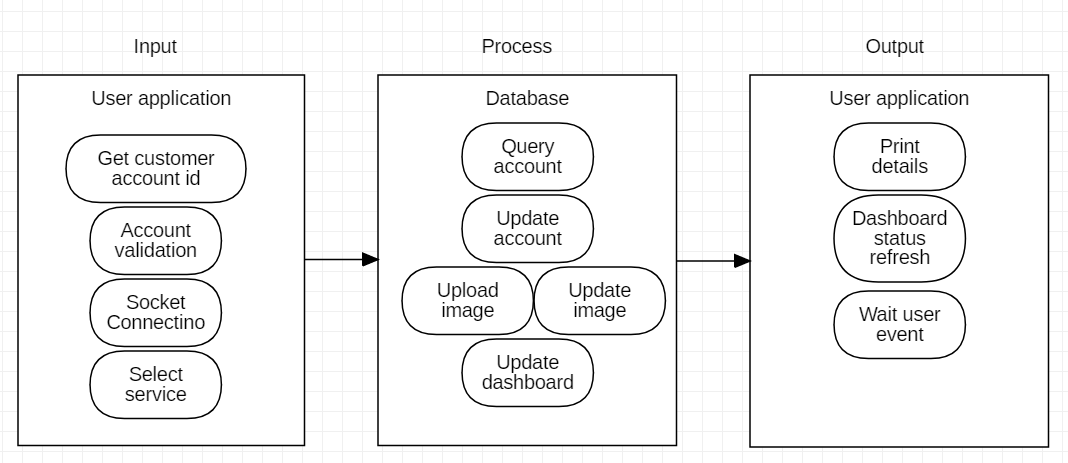 Input
User application
Get customer
account id
Account
validation
Socket
Connectino
Select
service
Process
Database
Query
account
Update
account
Upload
image
Update
image
Update
dashboard
Output
User application
Print
details
Dashboard
status
refresh
Wait user
event